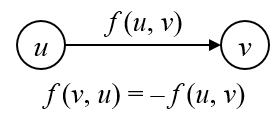 f(u, v)
u v
f(v, u) = –f(u, v)